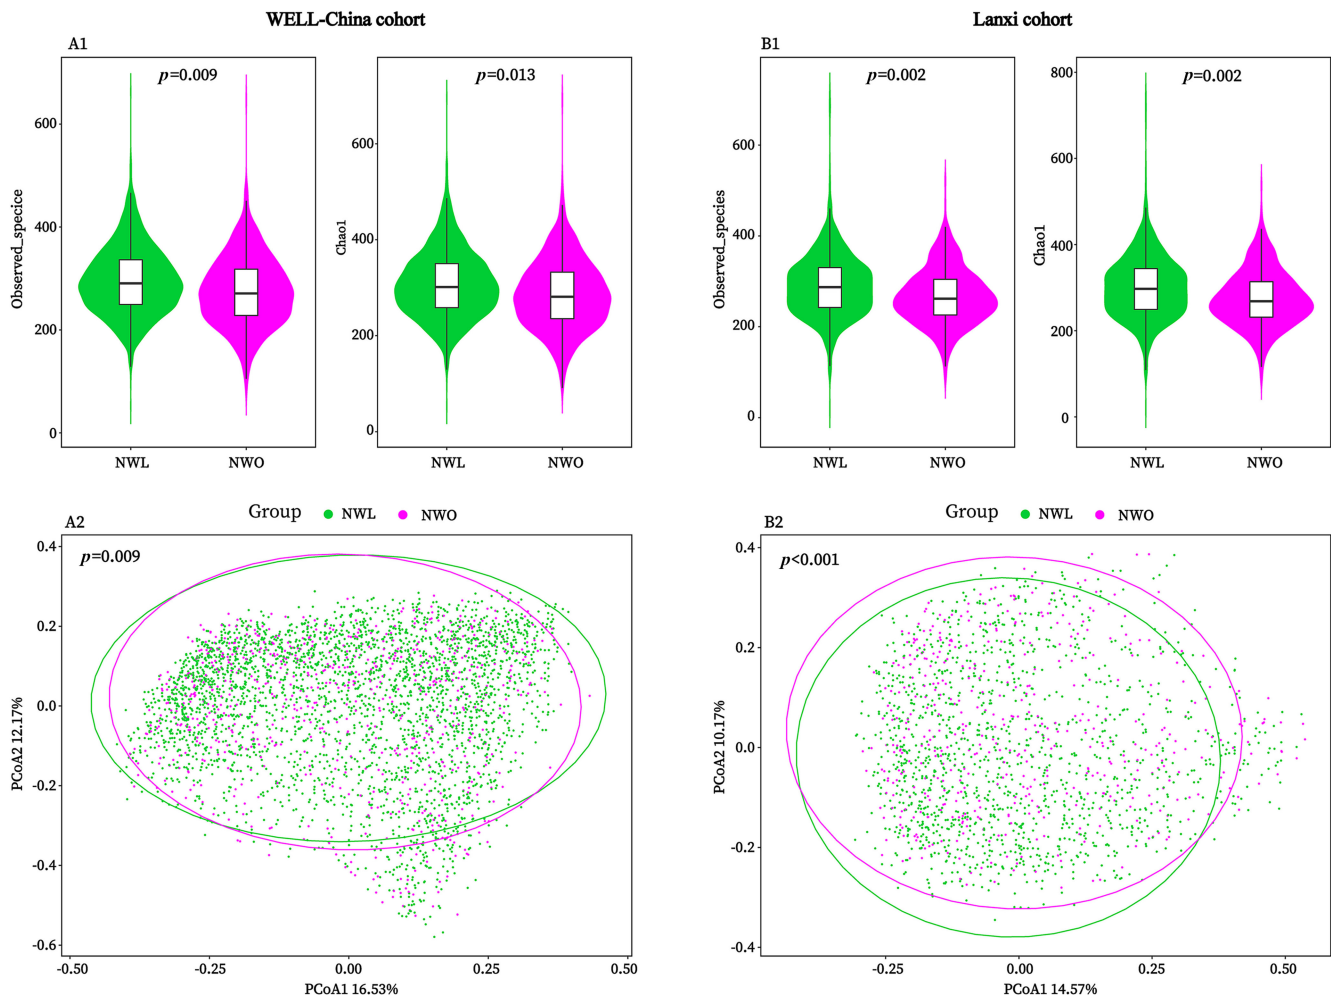 WELL-China cohort
Lanxi cohort
A1
p=0.009
Observed_specice
600
400
200
0
NWL NWO
p=0.013
Chao1
600
400
200
0
NWL NWO
B1
p=0.002
Observed_species
600
400
200
0
NWL NWO
p=0.002
Chao1
800
600
400
200
0
NWL NWO
A2
Group NWL NWO
p=0.009
PCoA2 12.17%
0.4
0.2
0.0
-0.2
-0.4
-0.6
-0.50 -0.25 0.00 0.25 0.50
PCoA1 16.53%
B2
Group NWL NWO
p<0.001
PCoA2 10.17%
0.4
0.2
0.0
-0.2
-0.4
-0.25 0.00 0.25 0.50
PCoA1 14.57%